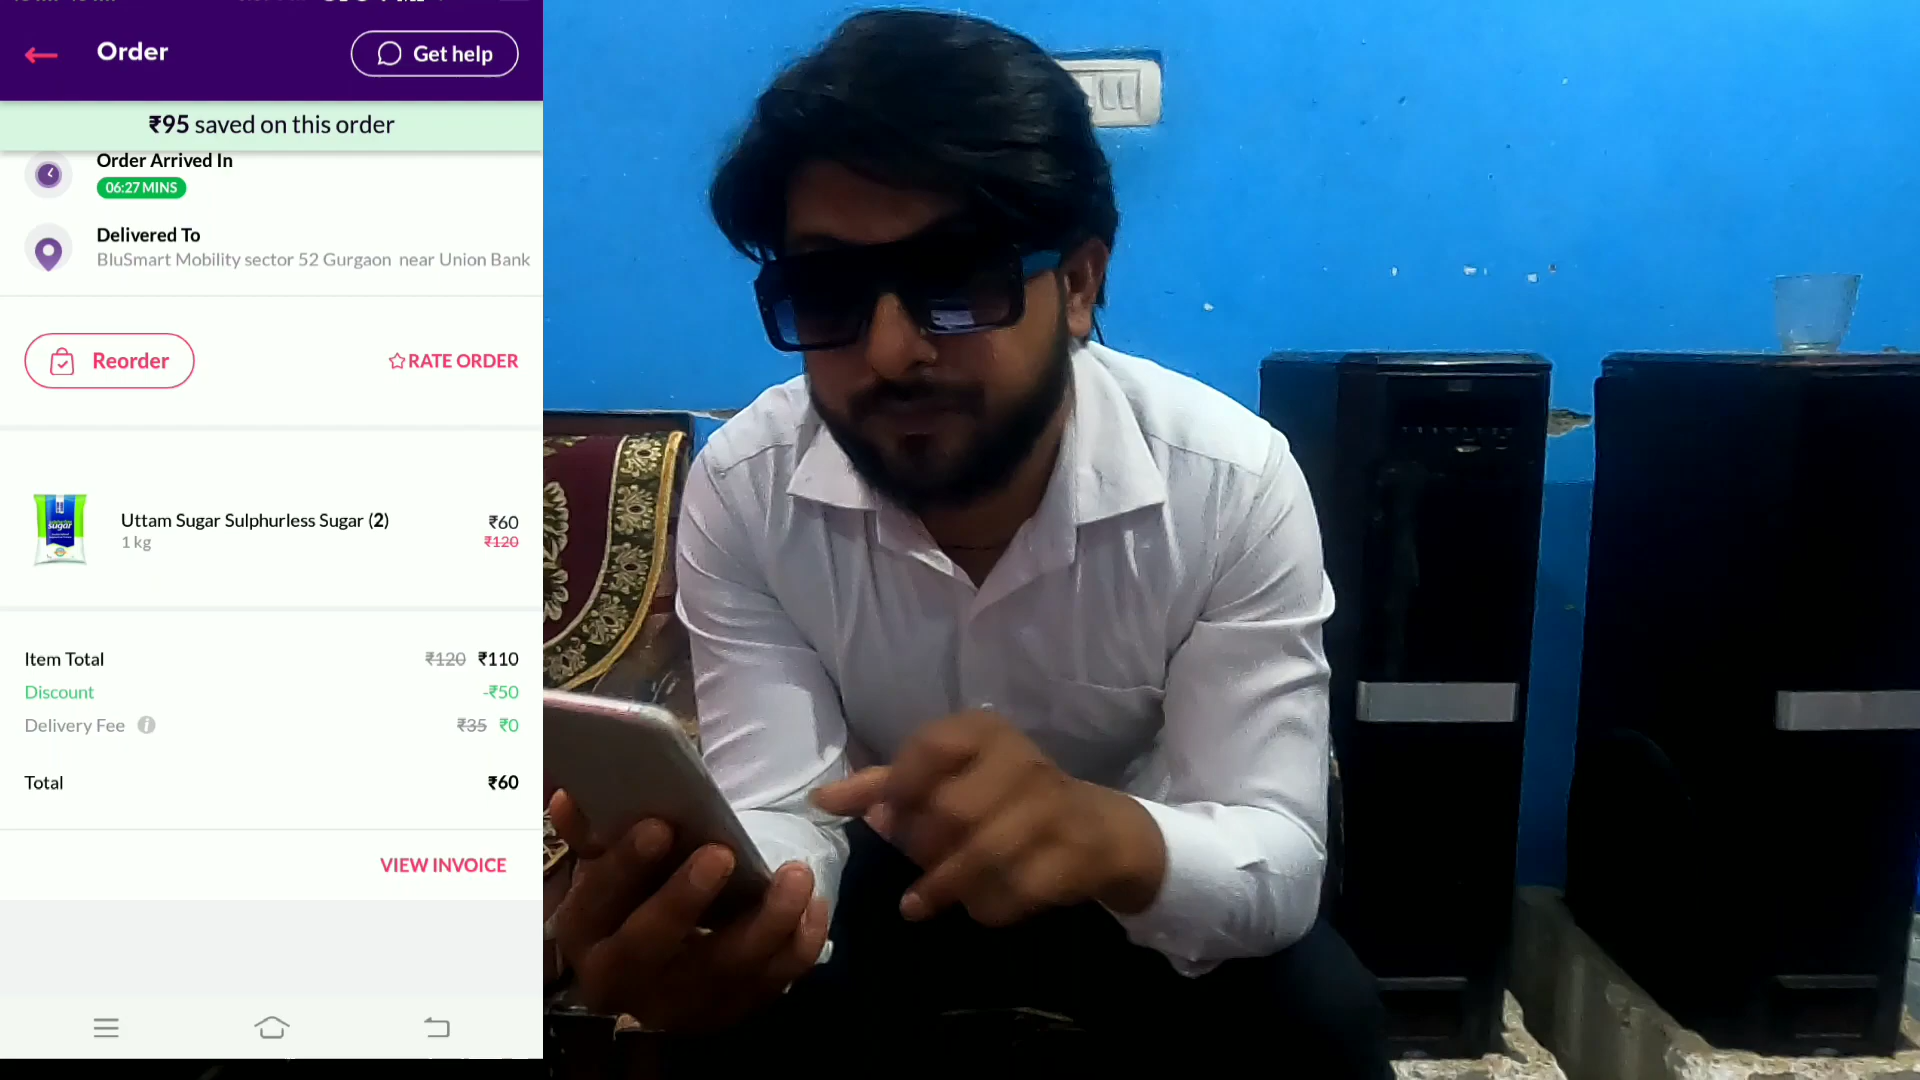 Order
Get help
₹95 saved on this order
Order Arrived In
06:27 MINS
Delivered To
BluSmart Mobility sector 52 Gurgaon near Union Bank
Reorder
RATE ORDER
sugar
Uttam Sugar Sulphurless Sugar (2)
1 kg
₹60
₹120
Item Total ₹120 ₹110
Discount -₹50
Delivery Fee ₹35 ₹0
Total ₹60
VIEW INVOICE